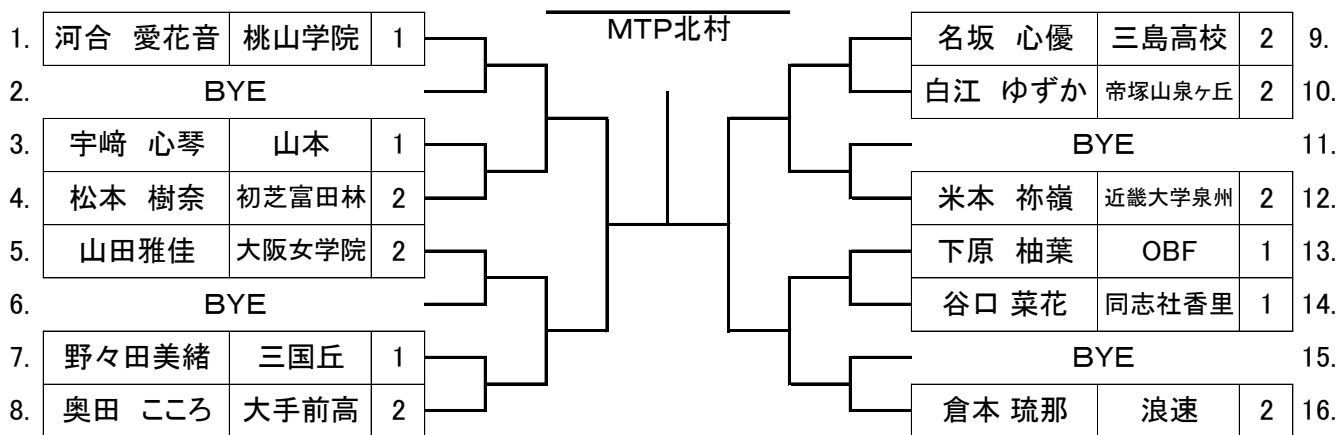 MTP北村
1. 河合 愛花音 桃山学院 1
2. BYE
3. 宇﨑 心琴 山本 1
4. 松本 樹奈 初芝富田林 2
5. 山田雅佳 大阪女学院 2
6. BYE
7. 野々田美緒 三国丘 1
8. 奥田 こころ 大手前高 2
名坂 心優 三島高校 2 9.
白江 ゆずか 帝塚山泉ヶ丘 2 10.
BYE 11.
米本 祢嶺 近畿大学泉州 2 12.
下原 柚葉 OBF 1 13.
谷口 菜花 同志社香里 1 14.
BYE 15.
倉本 琉那 浪速 2 16.